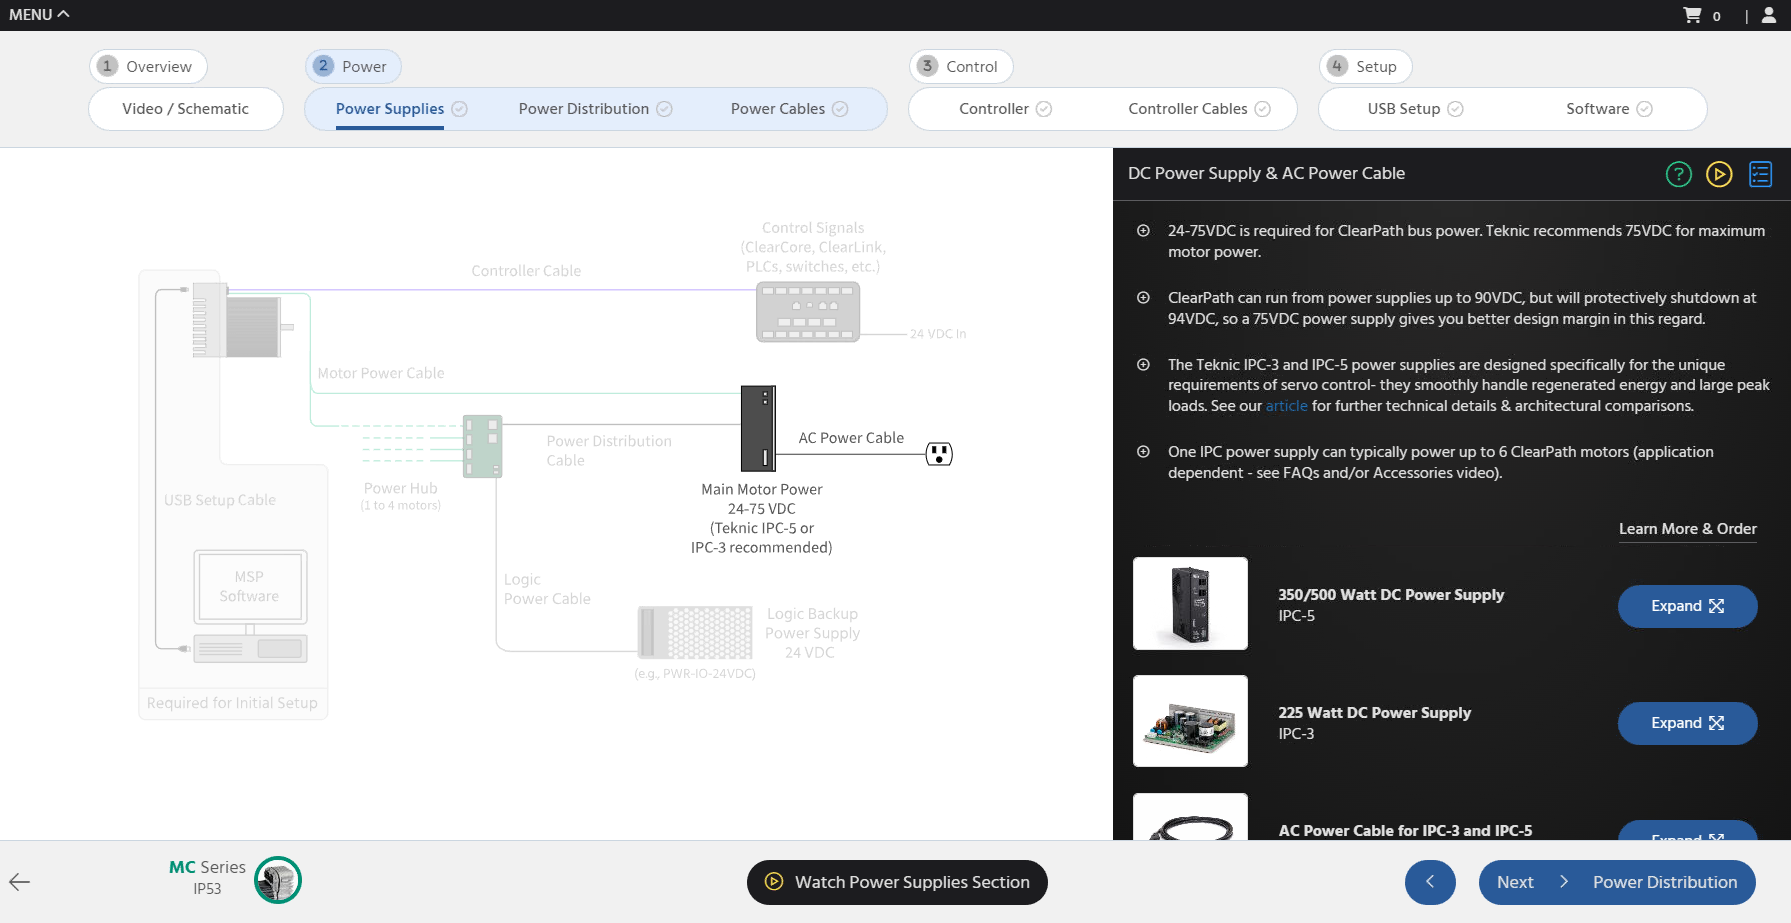 MENU
0
|
1 Overview
2 Power
3 Control
4 Setup
Video / Schematic
Power Supplies
Power Distribution
Power Cables
Controller
Controller Cables
USB Setup
Software
Control Signals
(ClearCore, ClearLink,
PLCs, switches, etc.)
Controller Cable
24 VDC In
Motor Power Cable
AC Power Cable
Power Distribution
Cable
Power Hub
(1 to 4 motors)
Main Motor Power
24-75 VDC
(Teknic IPC-5 or
IPC-3 recommended)
USB Setup Cable
MSP
Software
Logic
Power Cable
Logic Backup
Power Supply
24 VDC
(e.g., PWR-IO-24VDC)
Required for Initial Setup
DC Power Supply & AC Power Cable
?
24-75VDC is required for ClearPath bus power. Teknic recommends 75VDC for maximum
motor power.
ClearPath can run from power supplies up to 90VDC, but will protectively shutdown at
94VDC, so a 75VDC power supply gives you better design margin in this regard.
The Teknic IPC-3 and IPC-5 power supplies are designed specifically for the unique
requirements of servo control- they smoothly handle regenerated energy and large peak
loads. See our article for further technical details & architectural comparisons.
One IPC power supply can typically power up to 6 ClearPath motors (application
dependent - see FAQs and/or Accessories video).
Learn More & Order
350/500 Watt DC Power Supply
IPC-5
Expand
225 Watt DC Power Supply
IPC-3
Expand
AC Power Cable for IPC-3 and IPC-5
Expand
MC Series
IP53
Watch Power Supplies Section
Next > Power Distribution